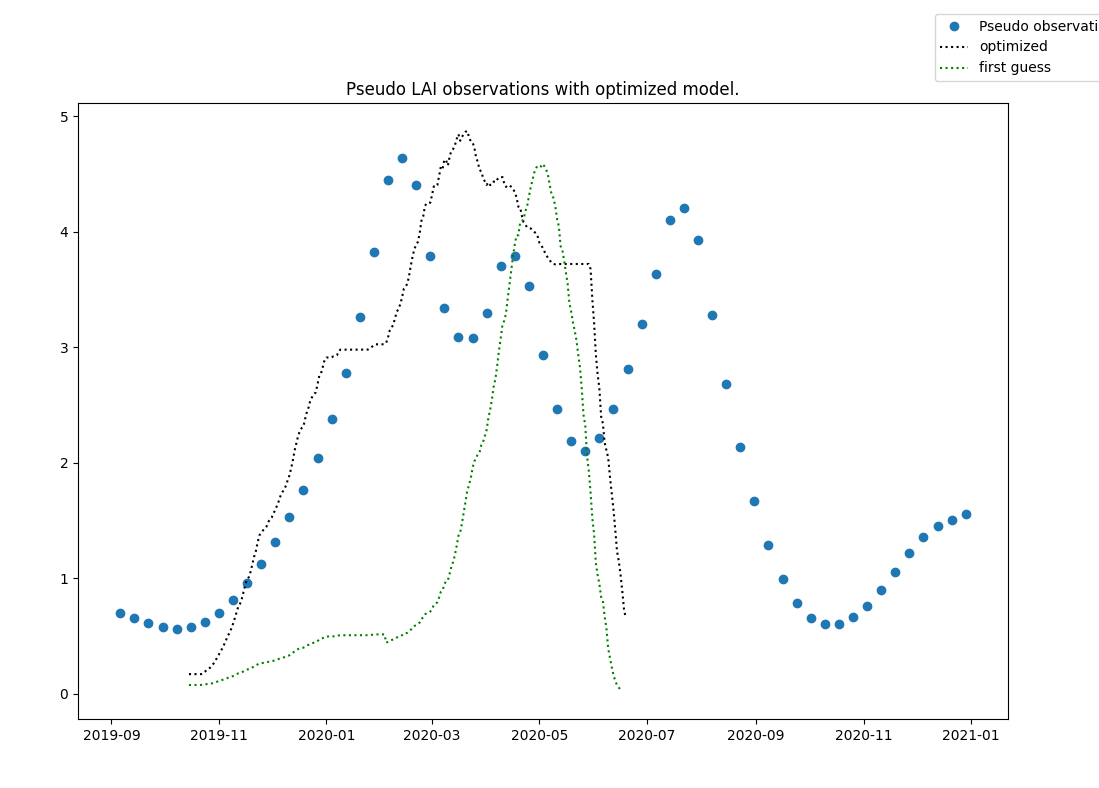 Pseudo observati
optimized
first guess
Pseudo LAI observations with optimized model.
5
4
3
2
1
0
2019-09 2019-11 2020-01 2020-03 2020-05 2020-07 2020-09 2020-11 2021-01